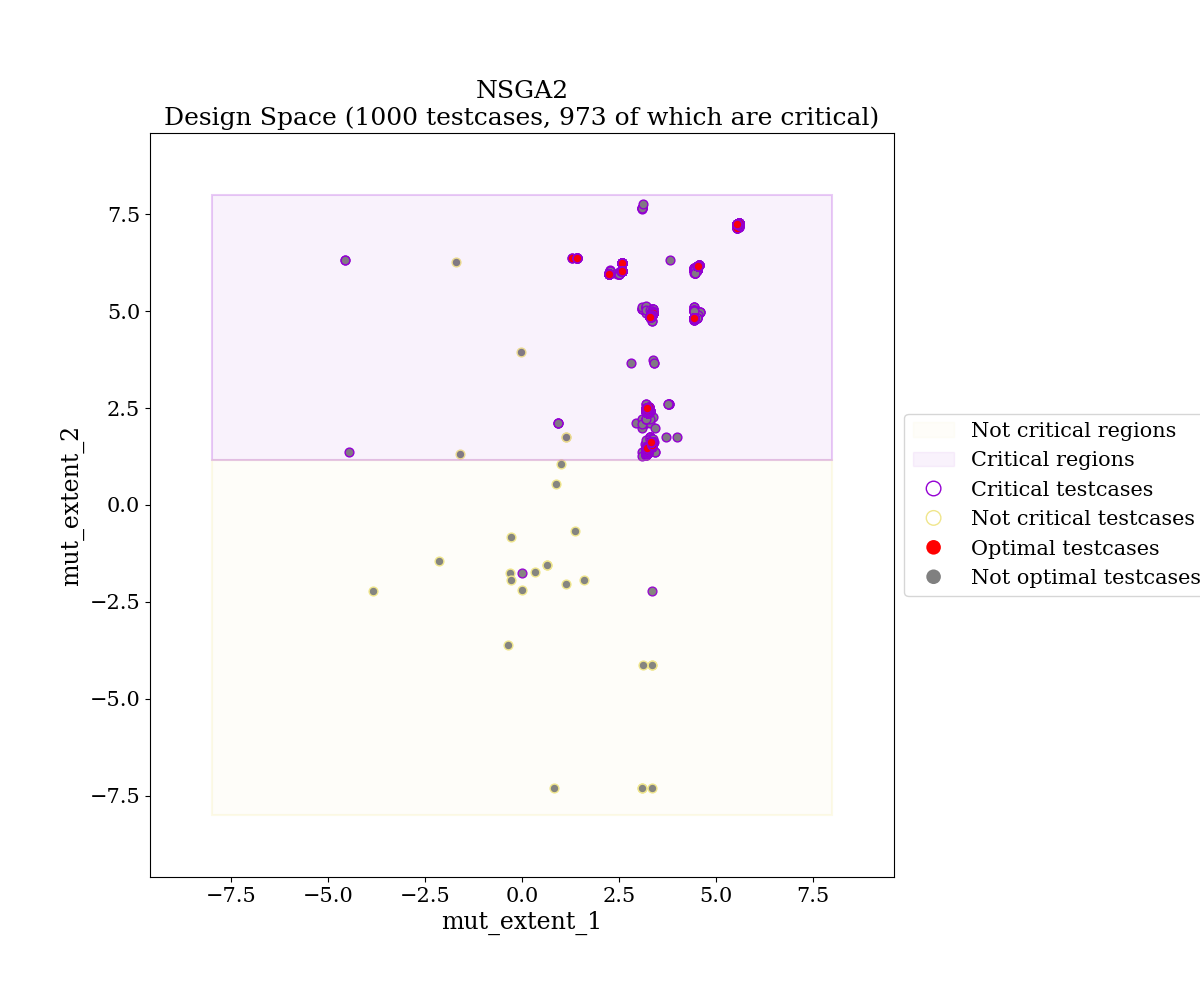 NSGA2
Design Space (1000 testcases, 973 of which are critical)
7.5
5.0
2.5
0.0
−2.5
−5.0
−7.5
mut_extent_2
−7.5 −5.0 −2.5 0.0 2.5 5.0 7.5
mut_extent_1
Not critical regions
Critical regions
Critical testcases
Not critical testcases
Optimal testcases
Not optimal testcases